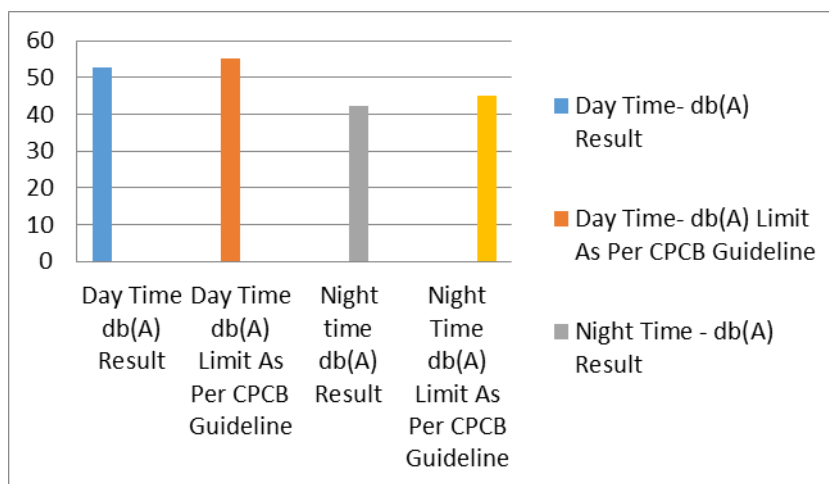 60
50
40
30
20
10
0
Day Time
db(A)
Result
Day Time
db(A)
Limit As
Per CPCB
Guideline
Night
time
db(A)
Result
Night
Time
db(A)
Limit As
Per CPCB
Guideline
Day Time- db(A)
Result
Day Time- db(A) Limit
As Per CPCB Guideline
Night Time - db(A)
Result